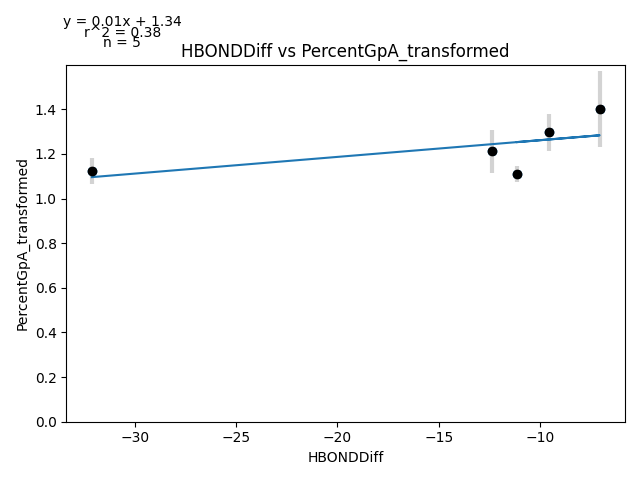 y = 0.01x + 1.34
r^2 = 0.38
n = 5
HBONDDiff vs PercentGpA_transformed
1.4
1.2
1.0
0.8
0.6
0.4
0.2
0.0
PercentGpA_transformed
−30
−25
−20
−15
−10
HBONDDiff